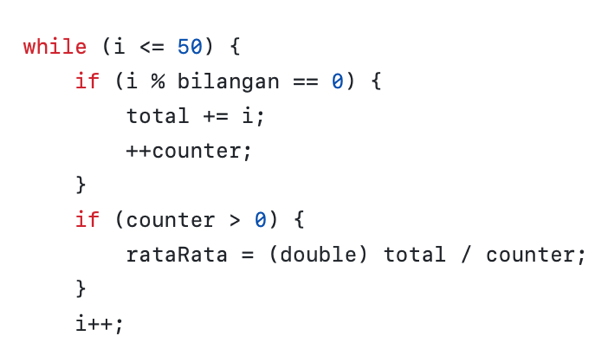 while (i <= 50) {
    if (i % bilangan == 0) {
        total += i;
        ++counter;
    }
    if (counter > 0) {
        rataRata = (double) total / counter;
    }
    i++;